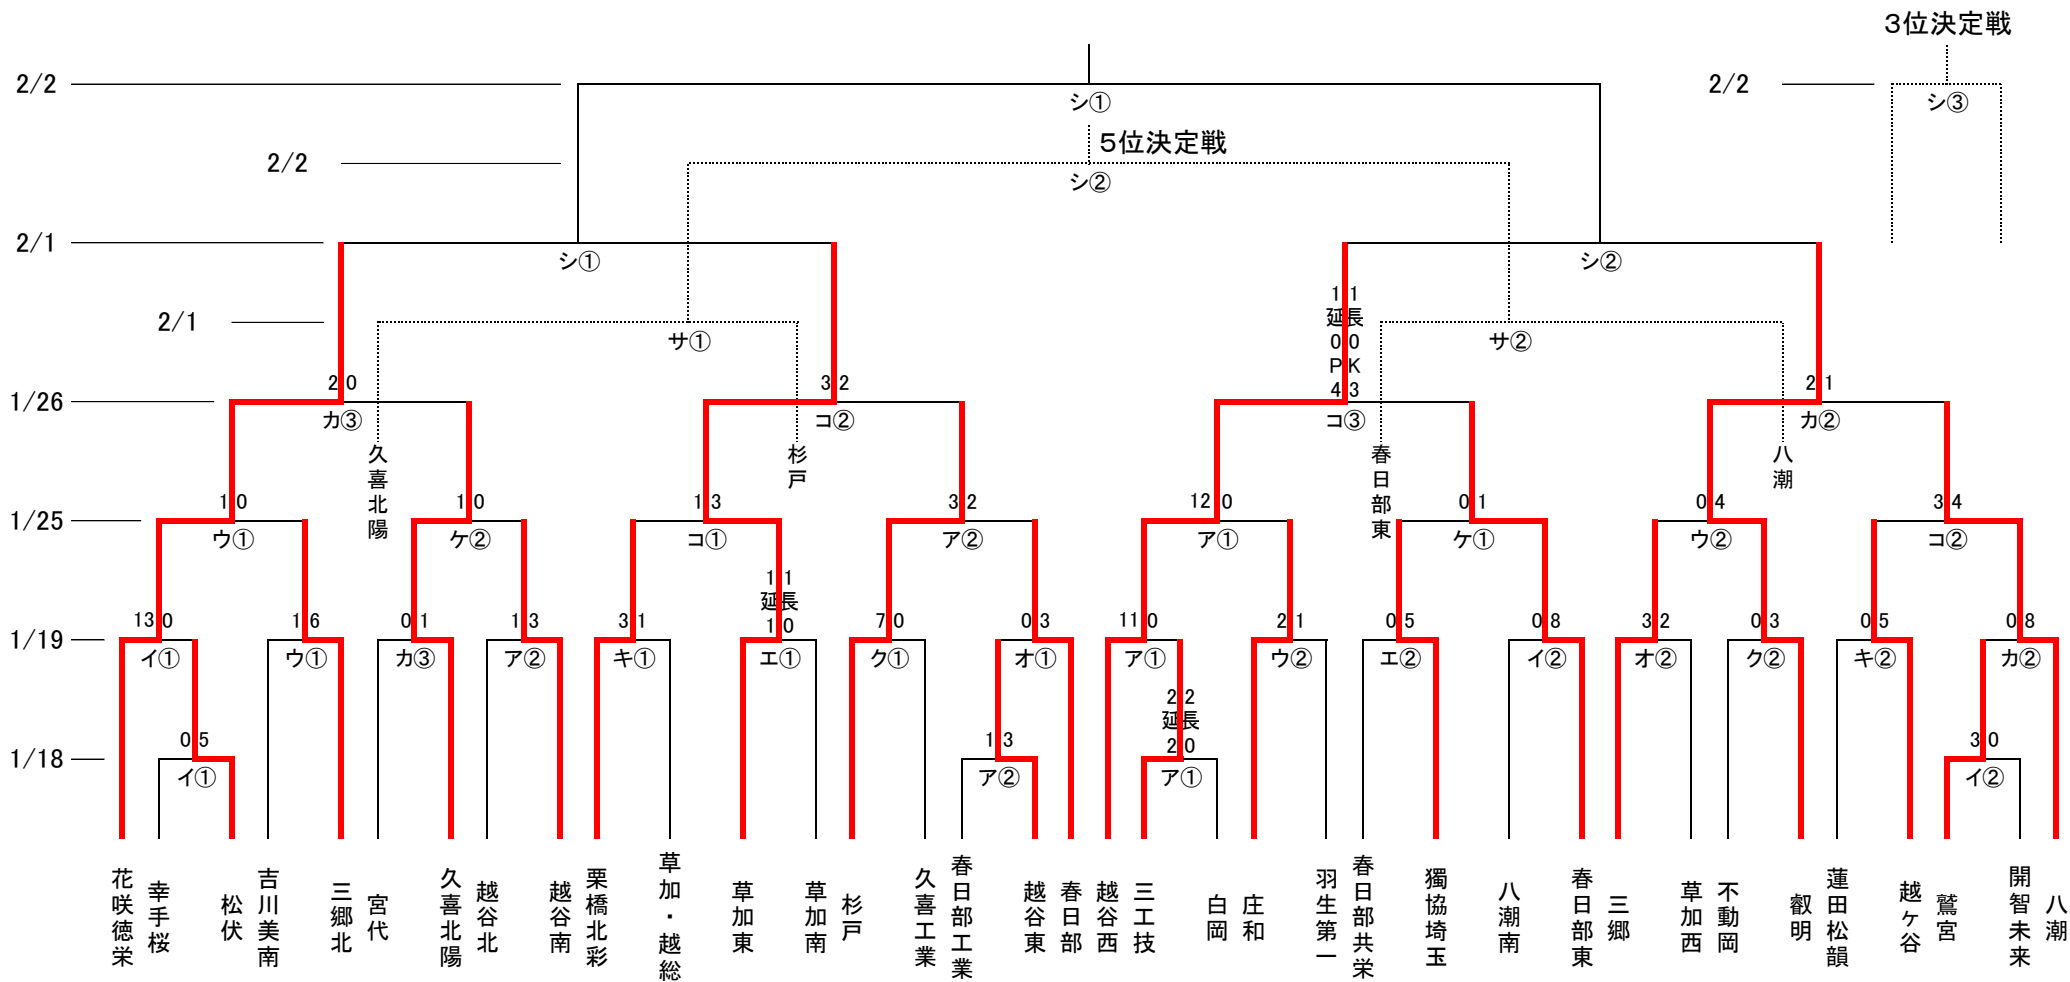 ３位決定戦
2/2
2/2
シ①
シ③
５位決定戦
2/2
シ②
2/1
シ①
シ②
1 1
延長
2/1
サ①
0 0
サ②
P K
2 0
3 2
4 3
2 1
1/26
カ③
コ②
コ③
カ②
久喜北陽
杉戸
春日部東
八潮
1 0
1 0
1 3
3 2
12 0
0 1
0 4
3 4
1/25
ウ①
ケ②
コ①
ア②
ア①
ケ①
ウ②
コ②
1 1
延長
13 0
1 6
0 1
1 3
3 1
1 0
7 0
0 3
11 0
2 1
0 5
0 8
3 2
0 3
0 5
0 8
1/19
イ①
ウ①
カ③
ア②
キ①
エ①
ク①
オ①
ア①
ウ②
エ②
イ②
オ②
ク②
キ②
カ②
2 2
延長
0 5
1 3
2 0
3 0
1/18
イ①
ア②
ア①
イ②
花咲徳栄
幸手桜
松伏
吉川美南
三郷北
宮代
久喜北陽
越谷北
越谷南
栗橋北彩
草加・越総
草加東
草加南
杉戸
久喜工業
春日部工業
越谷東
春日部
越谷西
三工技
白岡
庄和
羽生第一
春日部共栄
獨協埼玉
八潮南
春日部東
三郷
草加西
不動岡
叡明
蓮田松韻
越ヶ谷
鷲宮
開智未来
八潮